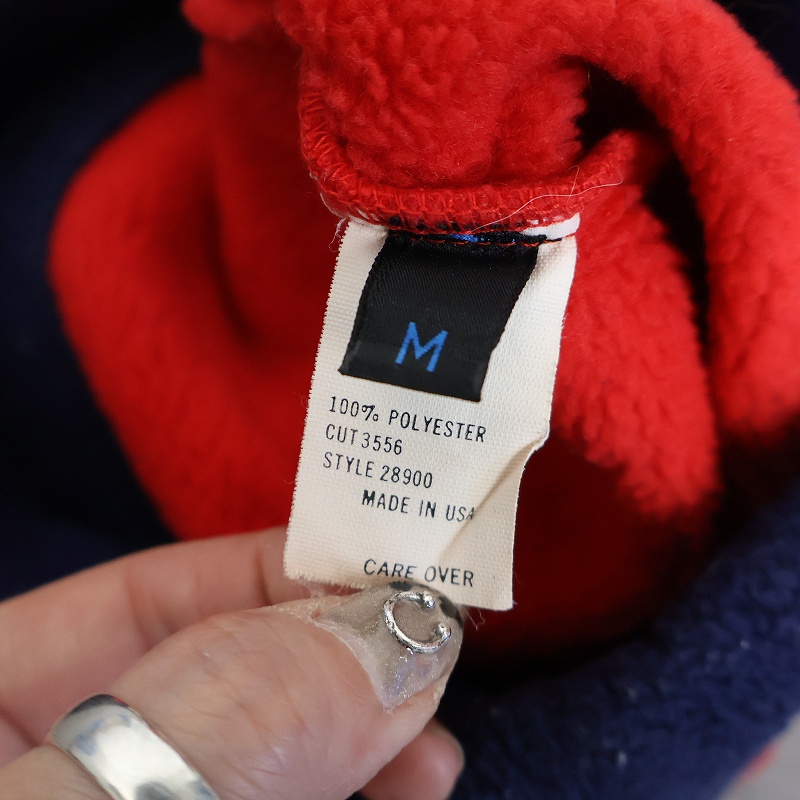 M
100% POLYESTER
CUT 3556
STYLE 28900
MADE IN USA
CARE OVER